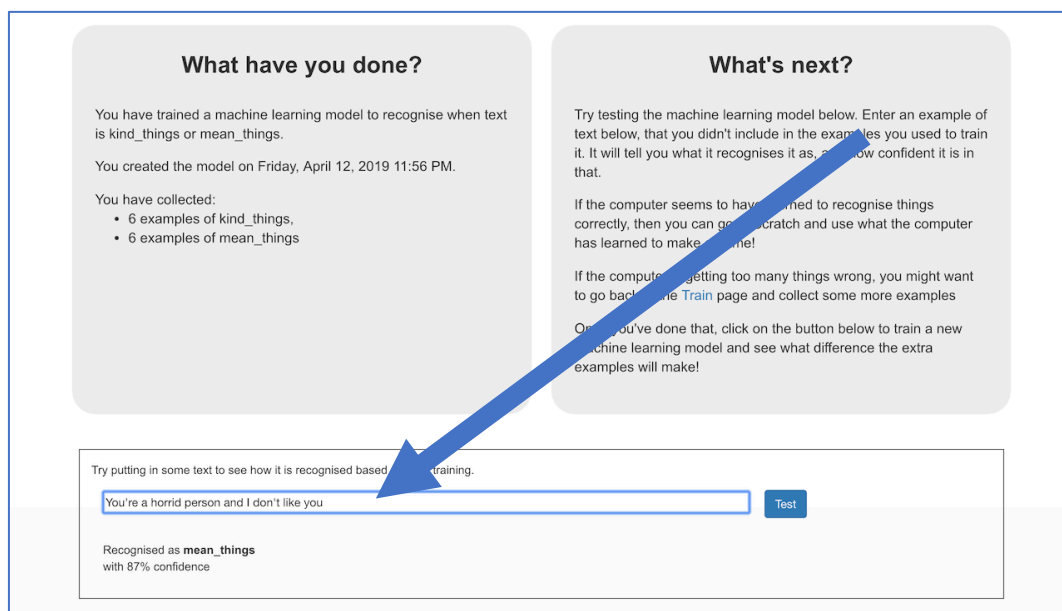 What have you done?
You have trained a machine learning model to recognise when text
is kind_things or mean_things.
You created the model on Friday, April 12, 2019 11:56 PM.
You have collected:
• 6 examples of kind_things,
• 6 examples of mean_things
What's next?
Try testing the machine learning model below. Enter an example of
text below, that you didn't include in the examples you used to train
it. It will tell you what it recognises it as, how confident it is in
that.
If the computer seems to have learned to recognise things
correctly, then you can go Scratch and use what the computer
has learned to make game!
If the computer getting too many things wrong, you might want
to go back the Train page and collect some more examples
Once you've done that, click on the button below to train a new
machine learning model and see what difference the extra
examples will make!
Try putting in some text to see how it is recognised based training.
You're a horrid person and I don't like you
Test
Recognised as mean_things
with 87% confidence